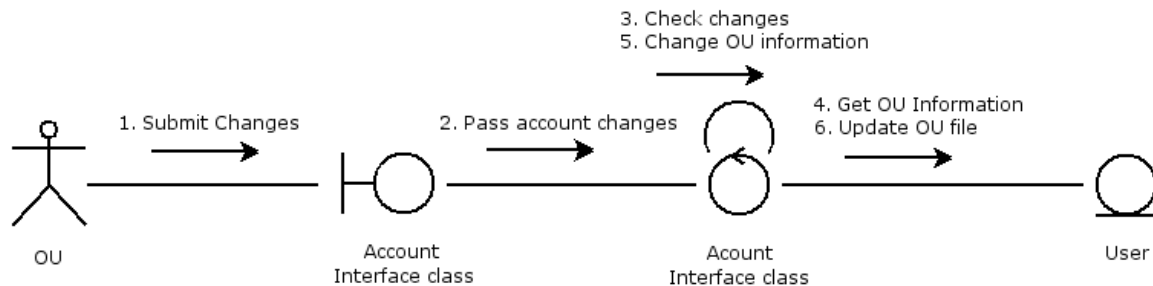 3. Check changes
5. Change OU information
1. Submit Changes
2. Pass account changes
4. Get OU Information
6. Update OU file
OU
Account
Interface class
Acount
Interface class
User